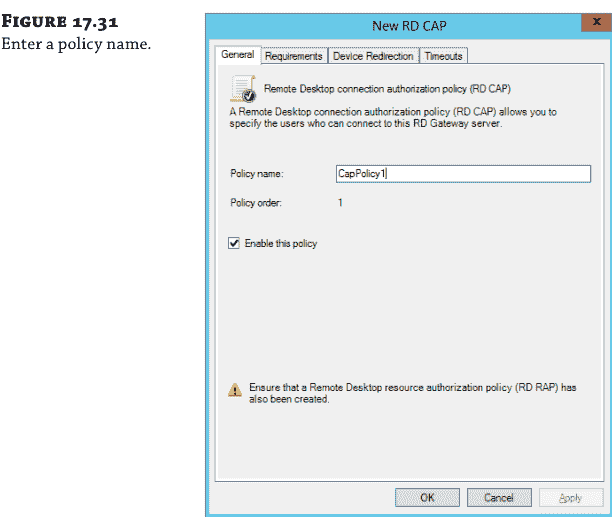 FIGURE 17.31
Enter a policy name.
New RD CAP
x
General Requirements Device Redirection Timeouts
Remote Desktop connection authorization policy (RD CAP)
A Remote Desktop connection authorization policy (RD CAP) allows you to
specify the users who can connect to this RD Gateway server.
Policy name: CapPolicy1
Policy order: 1
Enable this policy
Ensure that a Remote Desktop resource authorization policy (RD RAP) has
also been created.
OK Cancel Apply